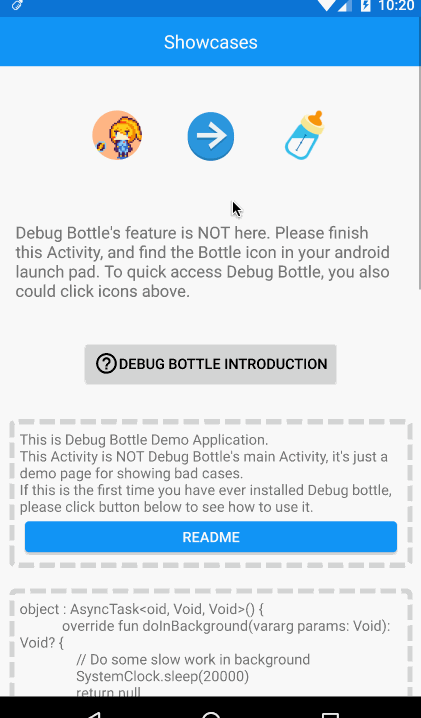 10:20
Showcases
Debug Bottle's feature is NOT here. Please finish
this Activity, and find the Bottle icon in your android
launch pad. To quick access Debug Bottle, you also
could click icons above.
DEBUG BOTTLE INTRODUCTION
This is Debug Bottle Demo Application.
This Activity is NOT Debug Bottle's main Activity, it's just a
demo page for showing bad cases.
If this is the first time you have ever installed Debug bottle,
please click button below to see how to use it.
README
object : AsyncTask<oid, Void, Void>() {
override fun doInBackground(vararg params: Void):
Void? {
// Do some slow work in background
SystemClock.sleep(20000)
return null